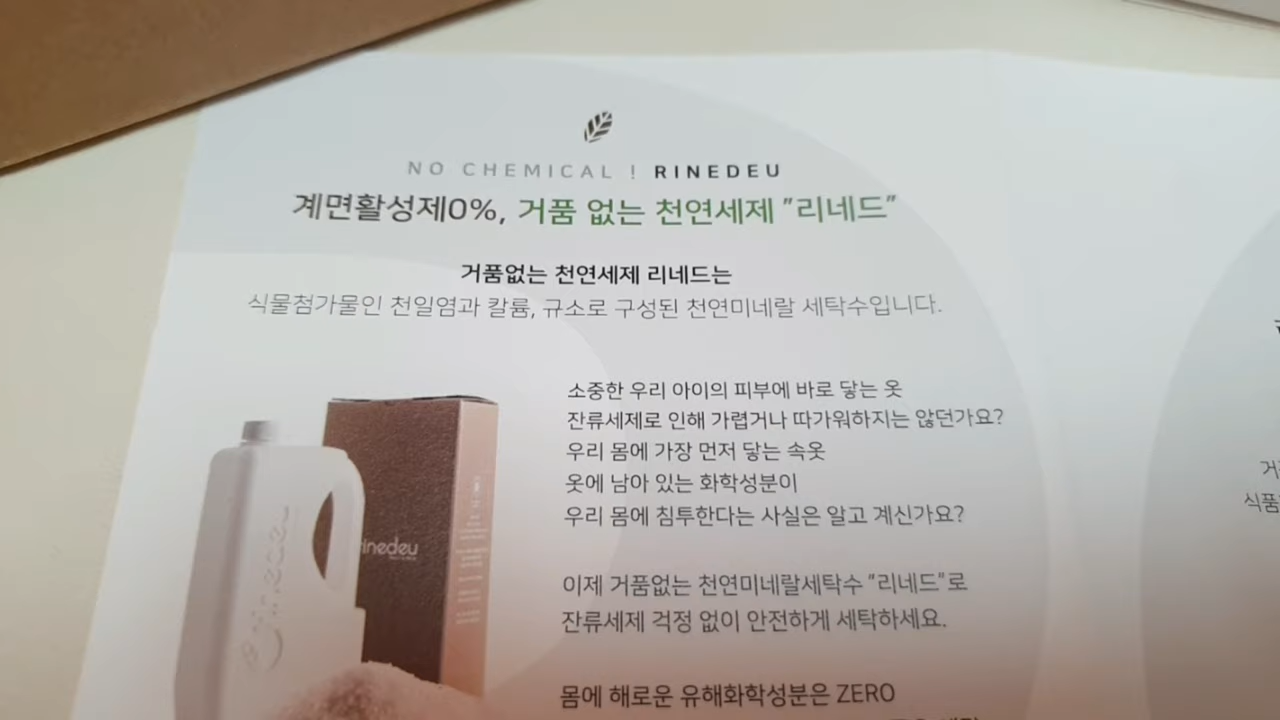 NO CHEMICAL ! RINEDEU
계면활성제0%, 거품 없는 천연세제 "리네드"
거품없는 천연세제 리네드는
식물첨가물인 천일염과 칼륨, 규소로 구성된 천연미네랄 세탁수입니다.
소중한 우리 아이의 피부에 바로 닿는 옷
잔류세제로 인해 가렵거나 따가워하지는 않던가요?
우리 몸에 가장 먼저 닿는 속옷
옷에 남아 있는 화학성분이
우리 몸에 침투한다는 사실은 알고 계신가요?
이제 거품없는 천연미네랄세탁수 "리네드"로
잔류세제 걱정 없이 안전하게 세탁하세요.
몸에 해로운 유해화학성분은 ZERO
rinedeu
rinedeu
식품